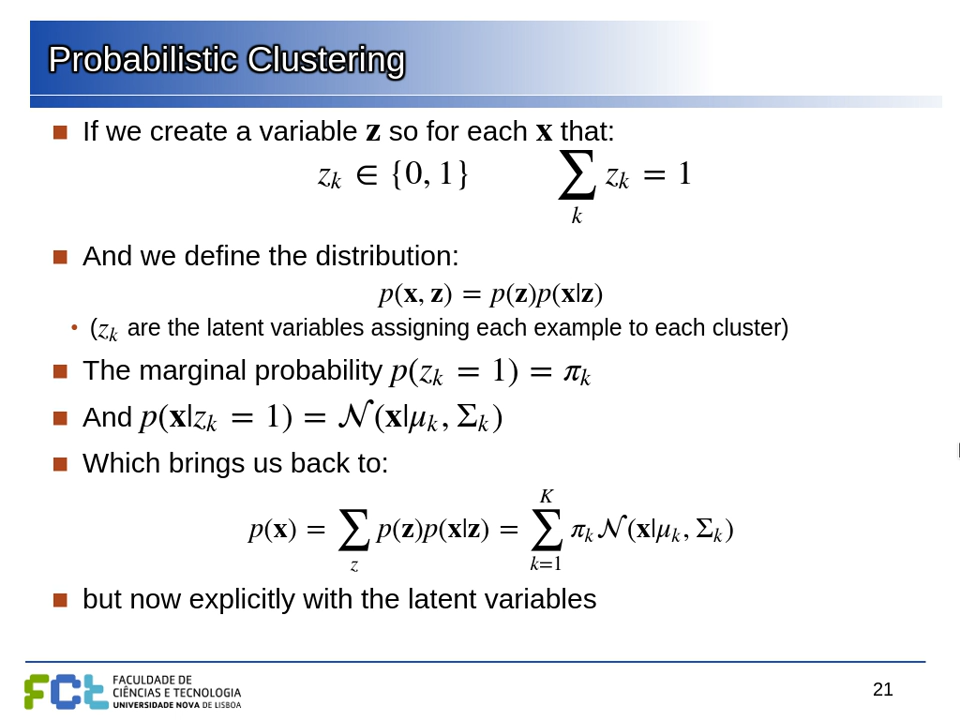 Probabilistic Clustering
■ If we create a variable z so for each x that:
z_k ∈ {0, 1}    ∑_k z_k = 1
■ And we define the distribution:
p(x, z) = p(z)p(x|z)
• (z_k are the latent variables assigning each example to each cluster)
■ The marginal probability p(z_k = 1) = π_k
■ And p(x|z_k = 1) = 𝒩(x|μ_k, Σ_k)
■ Which brings us back to:
p(x) = ∑_z p(z)p(x|z) = ∑_{k=1}^{K} π_k 𝒩(x|μ_k, Σ_k)
■ but now explicitly with the latent variables
FCt
FACULDADE DE
CIÊNCIAS E TECNOLOGIA
UNIVERSIDADE NOVA DE LISBOA
21